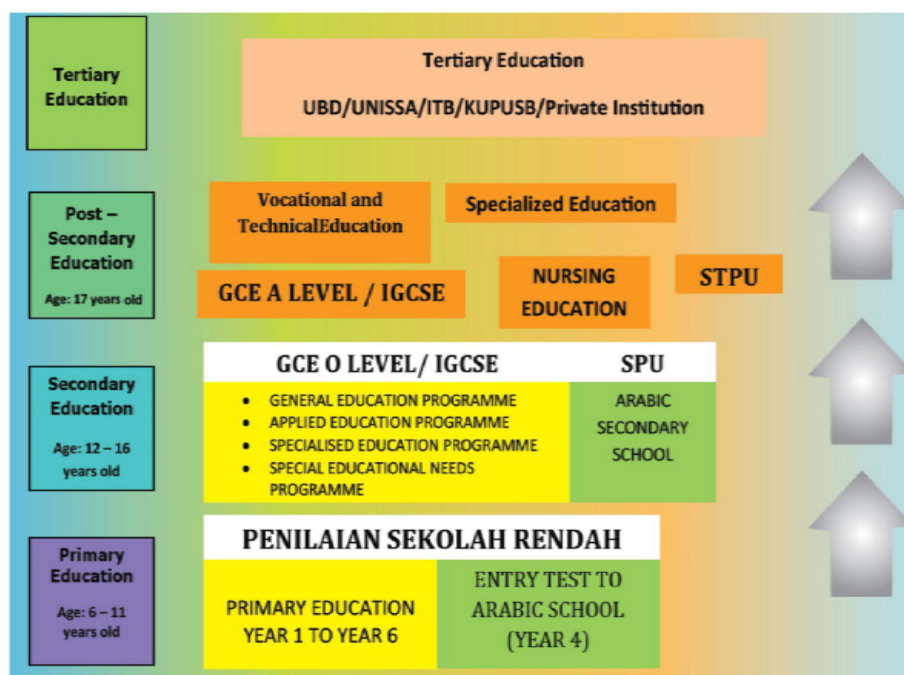 Tertiary
Education
Tertiary Education
UBD/UNISSA/ITB/KUPUSB/Private Institution
Post –
Secondary
Education
Age: 17 years old
Vocational and
TechnicalEducation
Specialized Education
GCE A LEVEL / IGCSE
NURSING
EDUCATION
STPU
Secondary
Education
Age: 12 – 16
years old
GCE O LEVEL/ IGCSE
• GENERAL EDUCATION PROGRAMME
• APPLIED EDUCATION PROGRAMME
• SPECIALISED EDUCATION PROGRAMME
• SPECIAL EDUCATIONAL NEEDS
PROGRAMME
SPU
ARABIC
SECONDARY
SCHOOL
Primary
Education
Age: 6 – 11
years old
PENILAIAN SEKOLAH RENDAH
PRIMARY EDUCATION
YEAR 1 TO YEAR 6
ENTRY TEST TO
ARABIC SCHOOL
(YEAR 4)